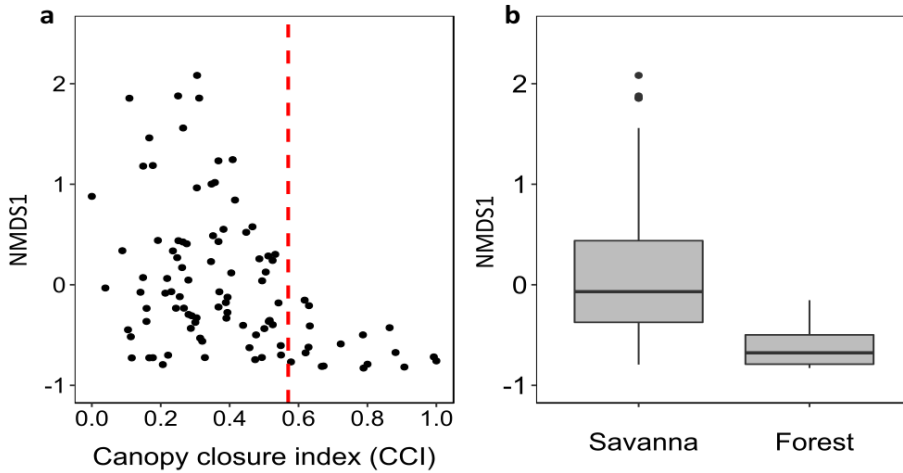 a
NMDS1
2
1
0
-1
0.0 0.2 0.4 0.6 0.8 1.0
Canopy closure index (CCI)
b
NMDS1
2
1
0
-1
Savanna Forest